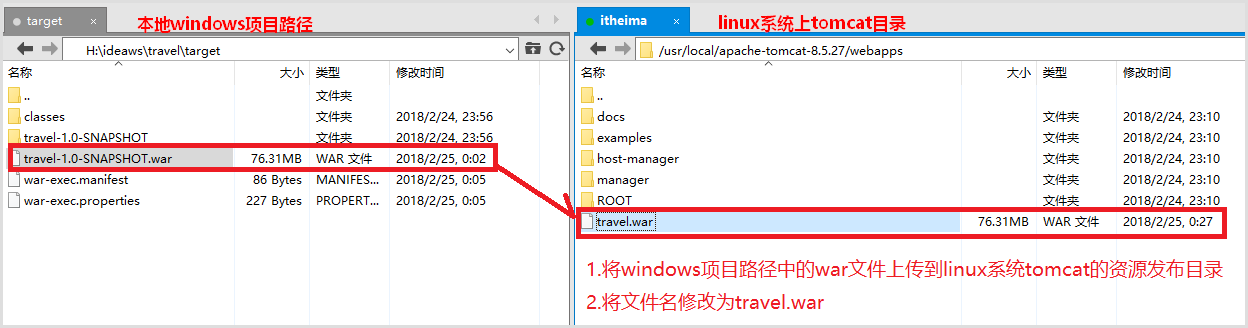 target × 本地windows项目路径
H:\ideaws\travel\target
名称 大小 类型 修改时间
.. 文件夹
classes 文件夹 2018/2/24, 23:56
travel-1.0-SNAPSHOT 文件夹 2018/2/24, 23:56
travel-1.0-SNAPSHOT.war 76.31MB WAR 文件 2018/2/25, 0:02
war-exec.manifest 86 Bytes MANIFES... 2018/2/25, 0:05
war-exec.properties 227 Bytes PROPERT... 2018/2/25, 0:05
itheima × linux系统上tomcat目录
/usr/local/apache-tomcat-8.5.27/webapps
名称 大小 类型 修改时间
.. 文件夹
docs 文件夹 2018/2/24, 23:10
examples 文件夹 2018/2/24, 23:10
host-manager 文件夹 2018/2/24, 23:10
manager 文件夹 2018/2/24, 23:10
ROOT 文件夹 2018/2/24, 23:10
travel.war 76.31MB WAR 文件 2018/2/25, 0:27
1.将windows项目路径中的war文件上传到linux系统tomcat的资源发布目录
2.将文件名修改为travel.war